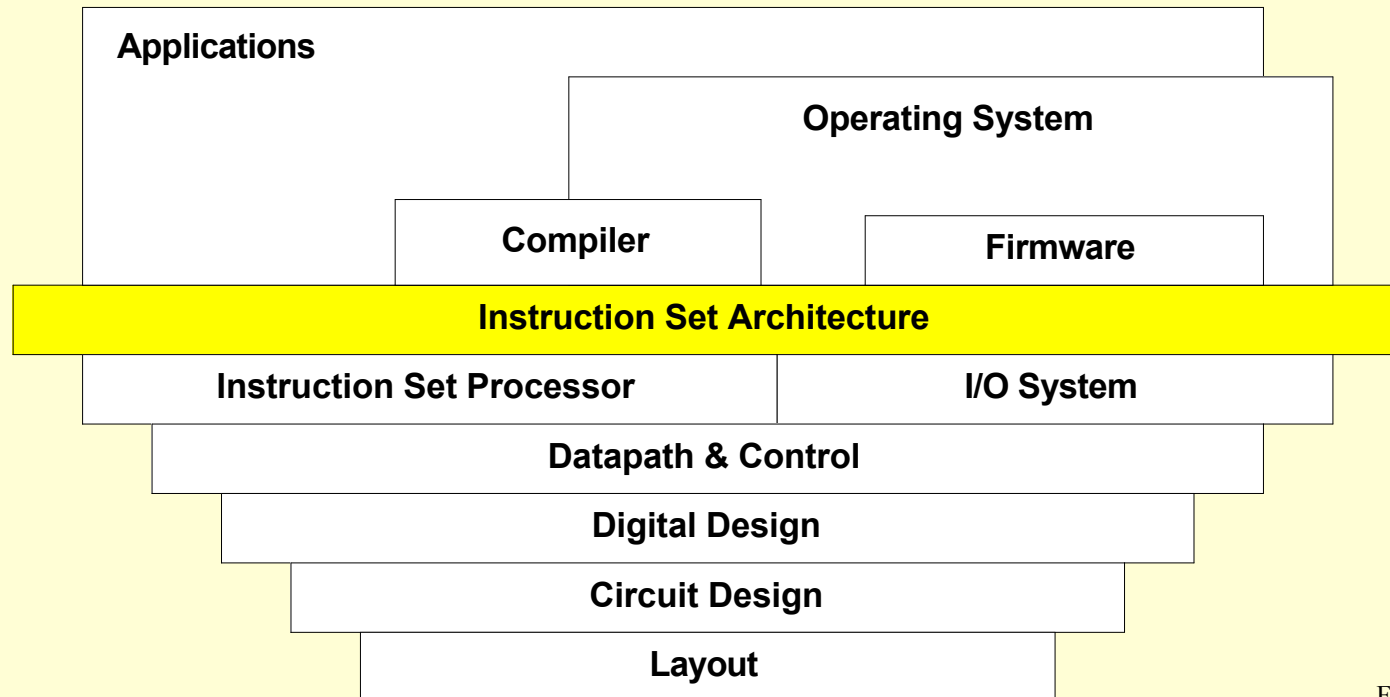 Applications
Operating System
Compiler
Firmware
Instruction Set Architecture
Instruction Set Processor
I/O System
Datapath & Control
Digital Design
Circuit Design
Layout